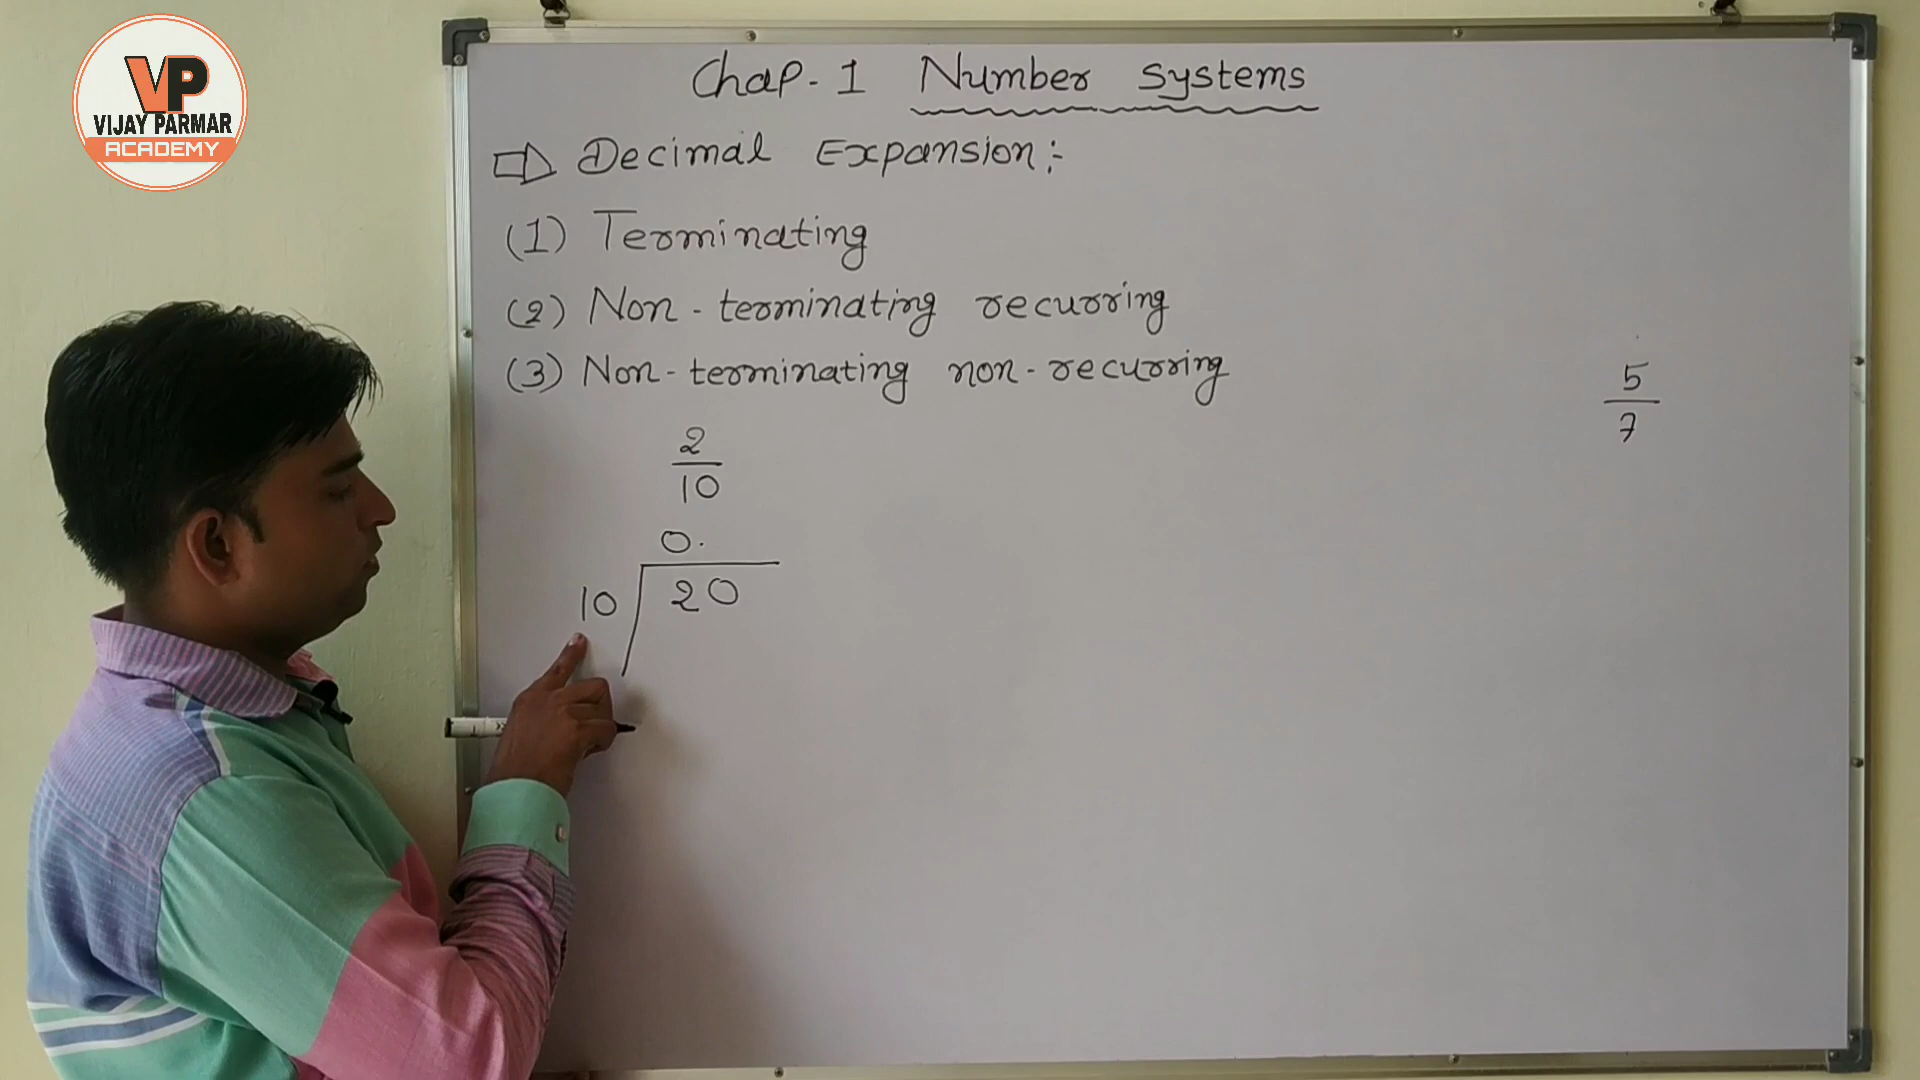 VP
VIJAY PARMAR
ACADEMY
Chap-1 Number Systems
⇨ Decimal Expansion :-
(1) Terminating
(2) Non-terminating recurring
(3) Non-terminating non-recurring
5
7
2
10
0.
10 20